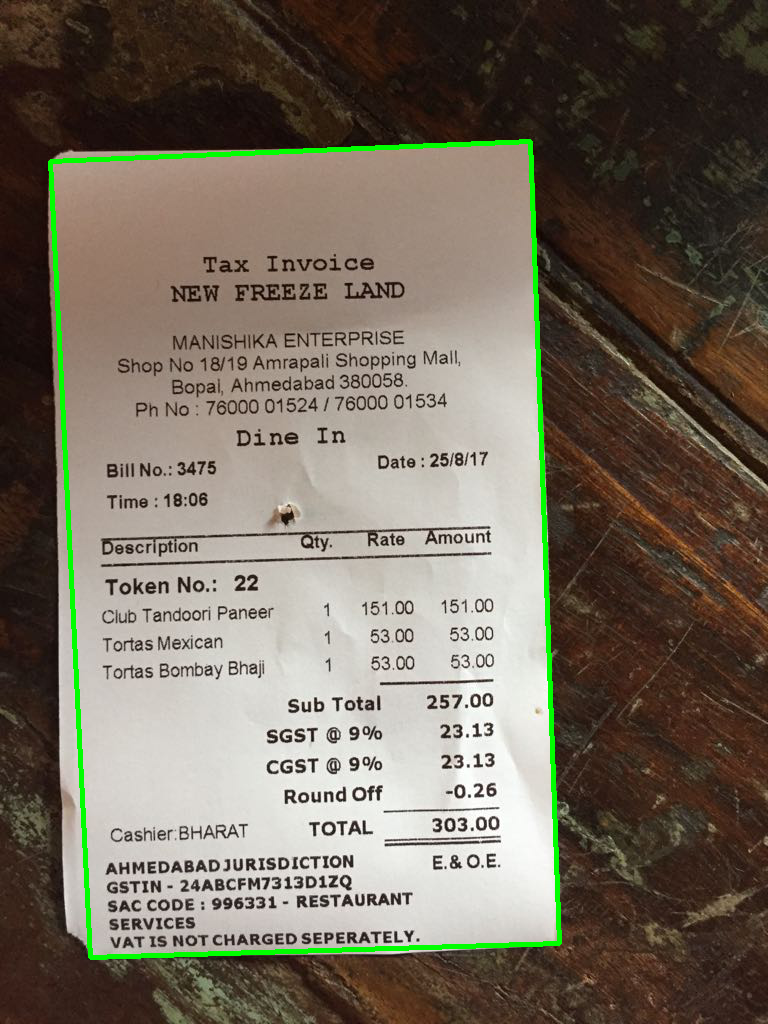 Tax Invoice
NEW FREEZE LAND
MANISHIKA ENTERPRISE
Shop No 18/19 Amrapali Shopping Mall,
Bopal, Ahmedabad 380058.
Ph No : 76000 01524 / 76000 01534
Dine In
Bill No.: 3475 Date : 25/8/17
Time : 18:06
Description Qty. Rate Amount
Token No.: 22
Club Tandoori Paneer 1 151.00 151.00
Tortas Mexican 1 53.00 53.00
Tortas Bombay Bhaji 1 53.00 53.00
Sub Total 257.00
SGST @ 9% 23.13
CGST @ 9% 23.13
Round Off -0.26
Cashier:BHARAT TOTAL 303.00
AHMEDABAD JURISDICTION E.& O.E.
GSTIN - 24ABCFM7313D1ZQ
SAC CODE : 996331 - RESTAURANT
SERVICES
VAT IS NOT CHARGED SEPERATELY.